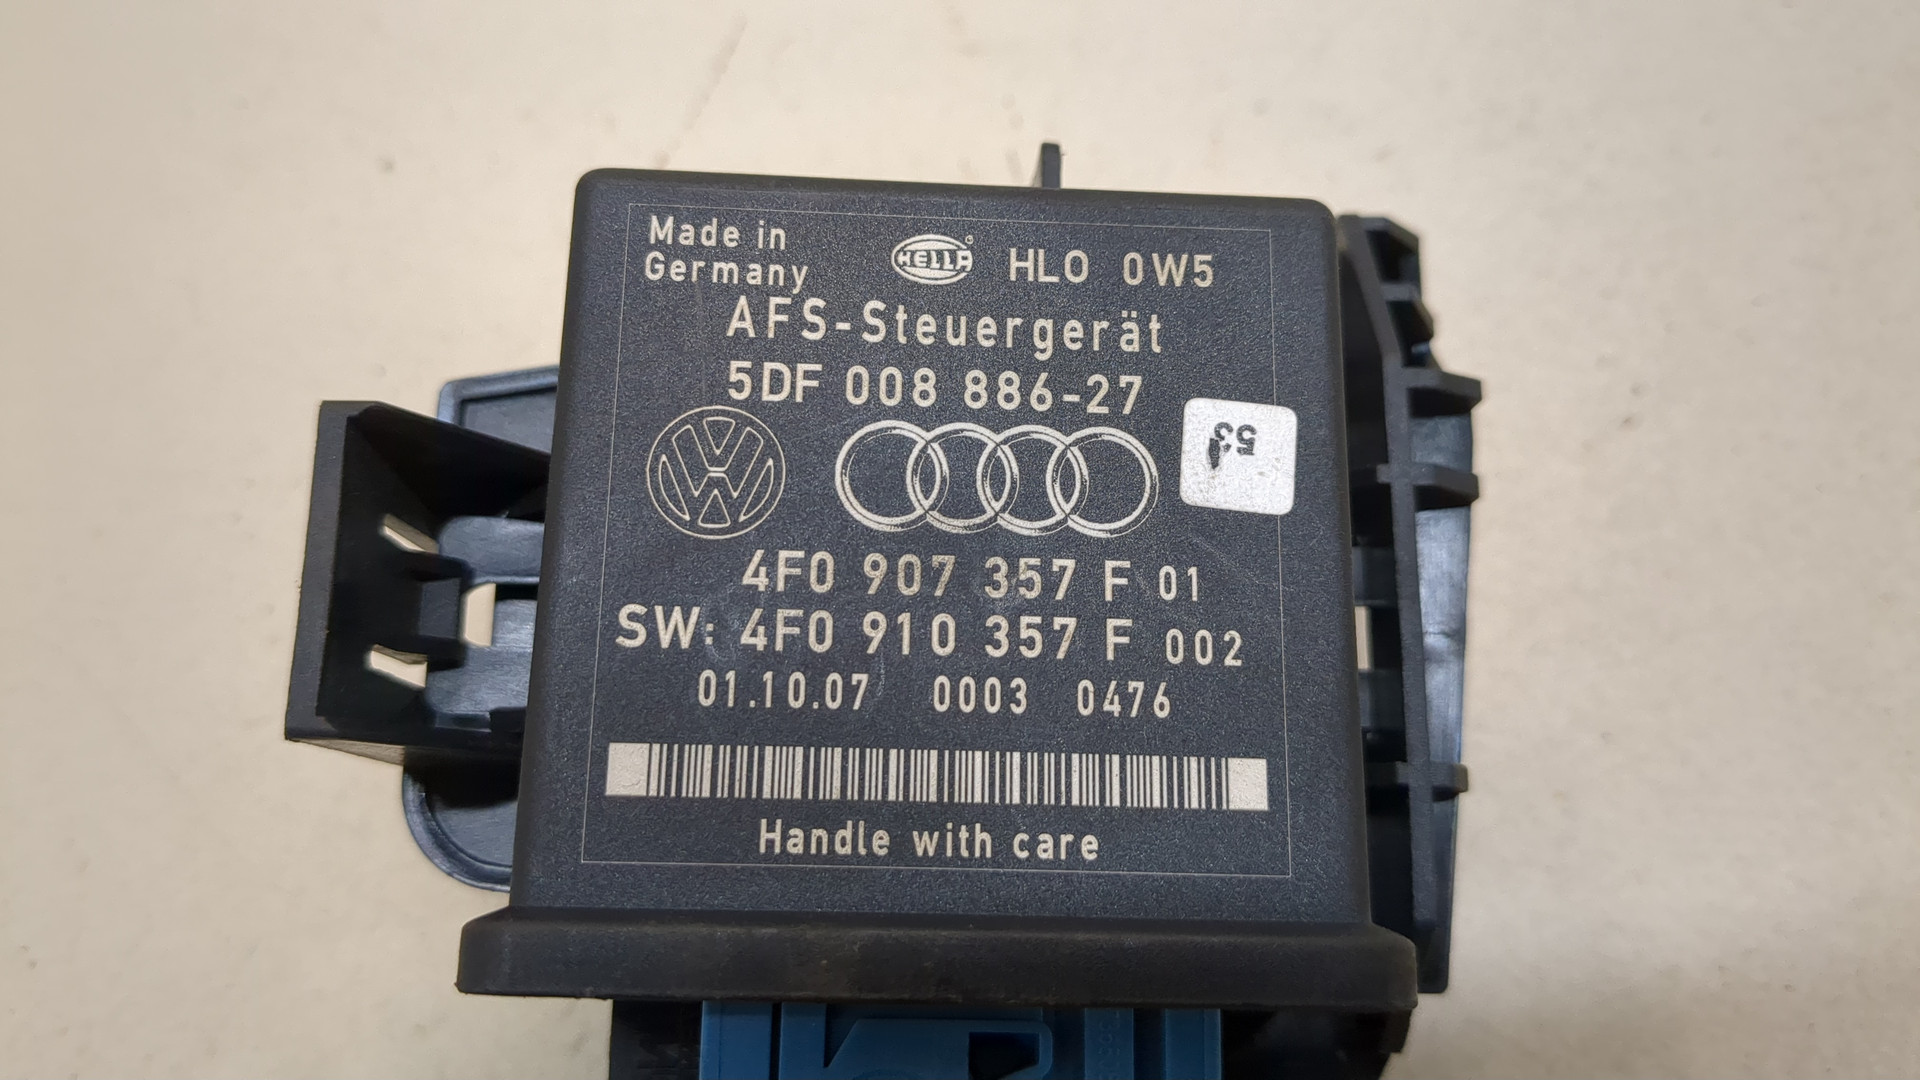 Made in
Germany
HELLA HLO 0W5
AFS-Steuergerät
5DF 008 886-27
53
4F0 907 357 F 01
SW: 4F0 910 357 F 002
01.10.07 0003 0476
Handle with care